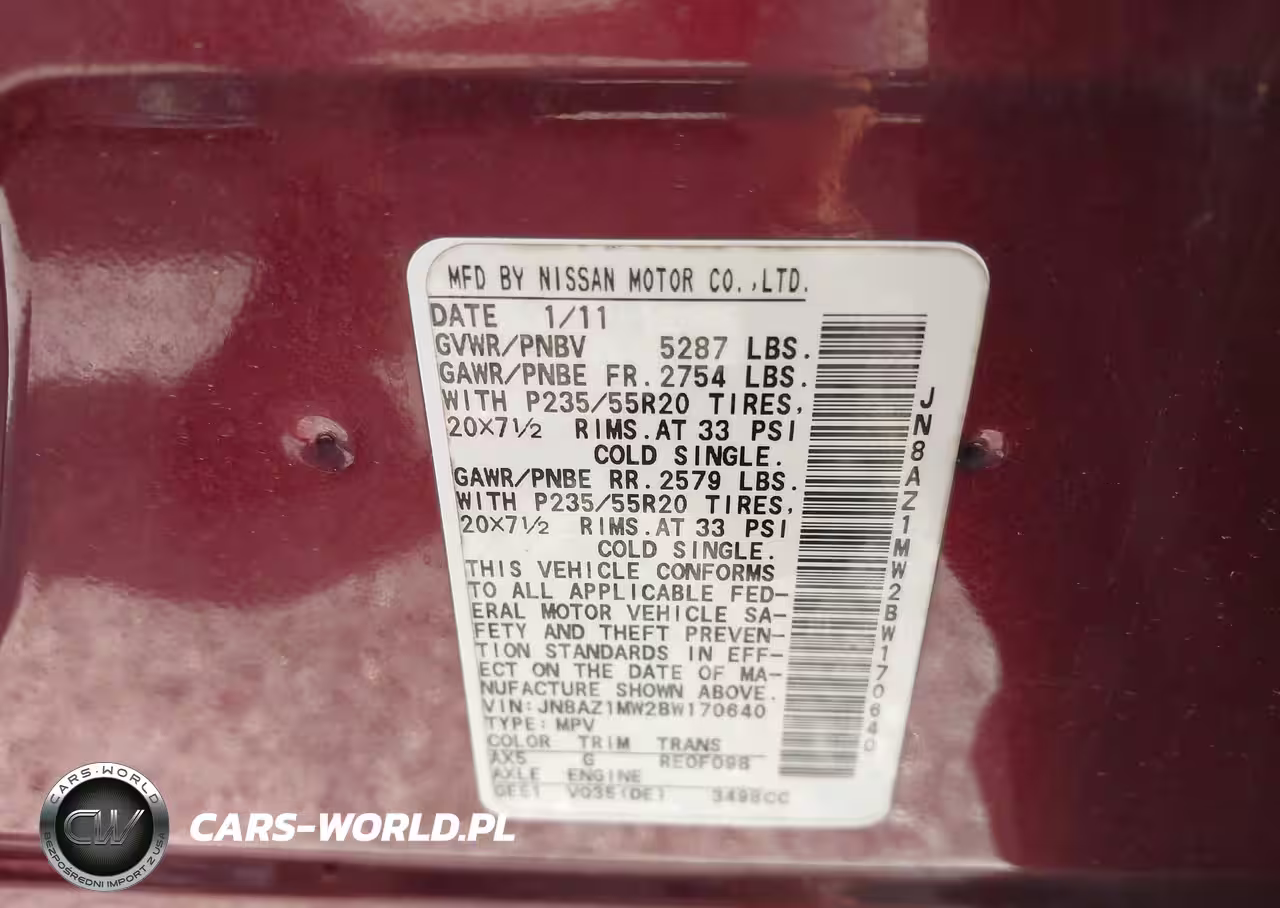 MFD BY NISSAN MOTOR CO.,LTD.
DATE 1/11
GVWR/PNBV 5287 LBS.
GAWR/PNBE FR. 2754 LBS.
WITH P235/55R20 TIRES,
20X7½ RIMS.AT 33 PSI
COLD SINGLE.
GAWR/PNBE RR. 2579 LBS.
WITH P235/55R20 TIRES,
20X7½ RIMS.AT 33 PSI
COLD SINGLE.
THIS VEHICLE CONFORMS
TO ALL APPLICABLE FED-
ERAL MOTOR VEHICLE SA-
FETY AND THEFT PREVEN-
TION STANDARDS IN EFF-
ECT ON THE DATE OF MA-
NUFACTURE SHOWN ABOVE.
VIN: JN8AZ1MW2BW170640
TYPE: MPV
COLOR TRIM TRANS
AX5 G RE0F09B
AXLE ENGINE
GE51 VQ35(DE) 3498CC
JN8AZ1MW2BW170640
CARS-WORLD
CW
BEZPOŚREDNI IMPORT Z USA
CARS-WORLD.PL